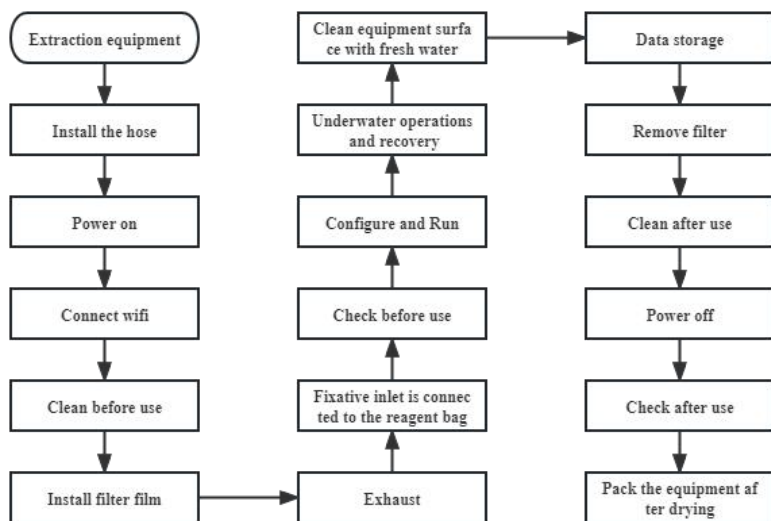 Extraction equipment
Install the hose
Power on
Connect wifi
Clean before use
Install filter film
Exhaust
Fixative inlet is connec
ted to the reagent bag
Check before use
Configure and Run
Underwater operations
and recovery
Clean equipment surfa
ce with fresh water
Data storage
Remove filter
Clean after use
Power off
Check after use
Pack the equipment af
ter drying